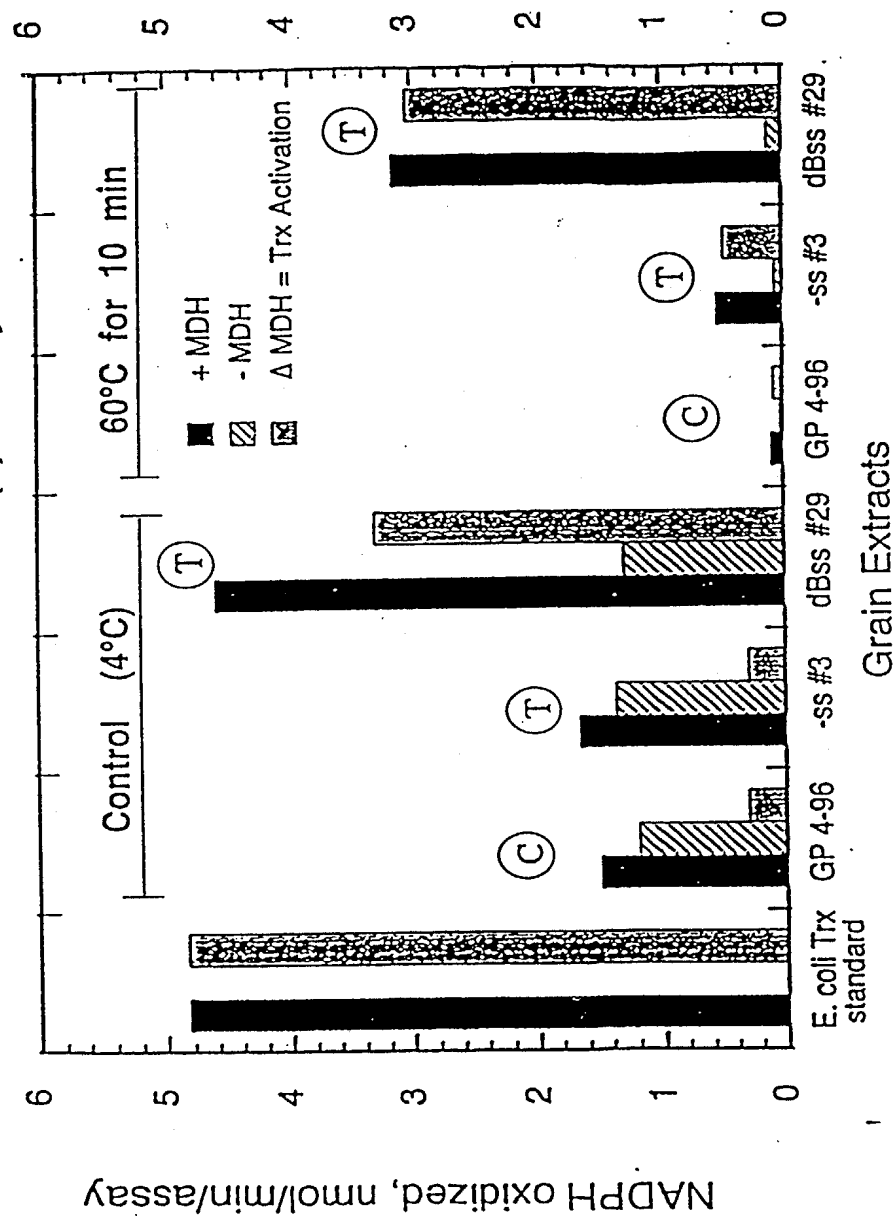 NADPH oxidized, nmol/min/assay
6
5
4
3
2
1
0
6
5
4
3
2
1
0
Control (4°C)
60°C for 10 min
+ MDH
- MDH
Δ MDH = Trx Activation
C
T
T
C
T
T
E. coli Trx
standard
GP 4-96
-ss #3
dBss #29
GP 4-96
-ss #3
dBss #29
Grain Extracts